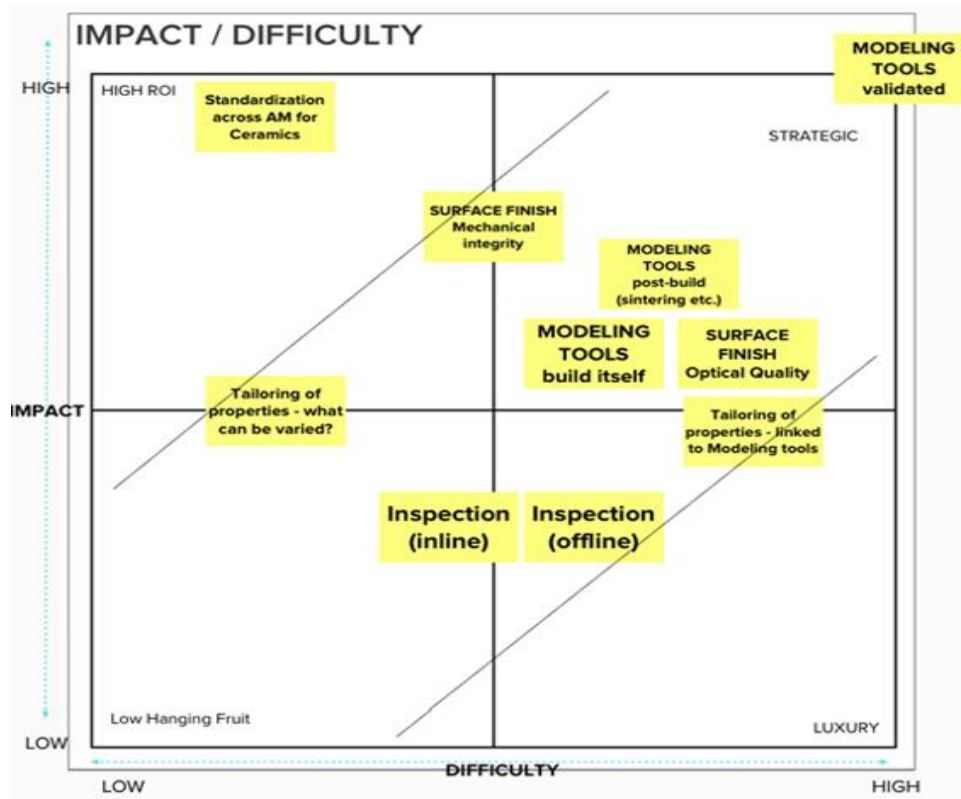 IMPACT / DIFFICULTY
MODELING
TOOLS
validated
HIGH
HIGH ROI
Standardization
across AM for
Ceramics
STRATEGIC
SURFACE FINISH
Mechanical
integrity
MODELING
TOOLS
post-build
(sintering etc.)
MODELING
TOOLS
build itself
SURFACE
FINISH
Optical Quality
IMPACT
Tailoring of
properties - what
can be varied?
Tailoring of
properties - linked
to Modeling tools
Inspection
(inline)
Inspection
(offline)
Low Hanging Fruit
LUXURY
LOW
DIFFICULTY
LOW
HIGH